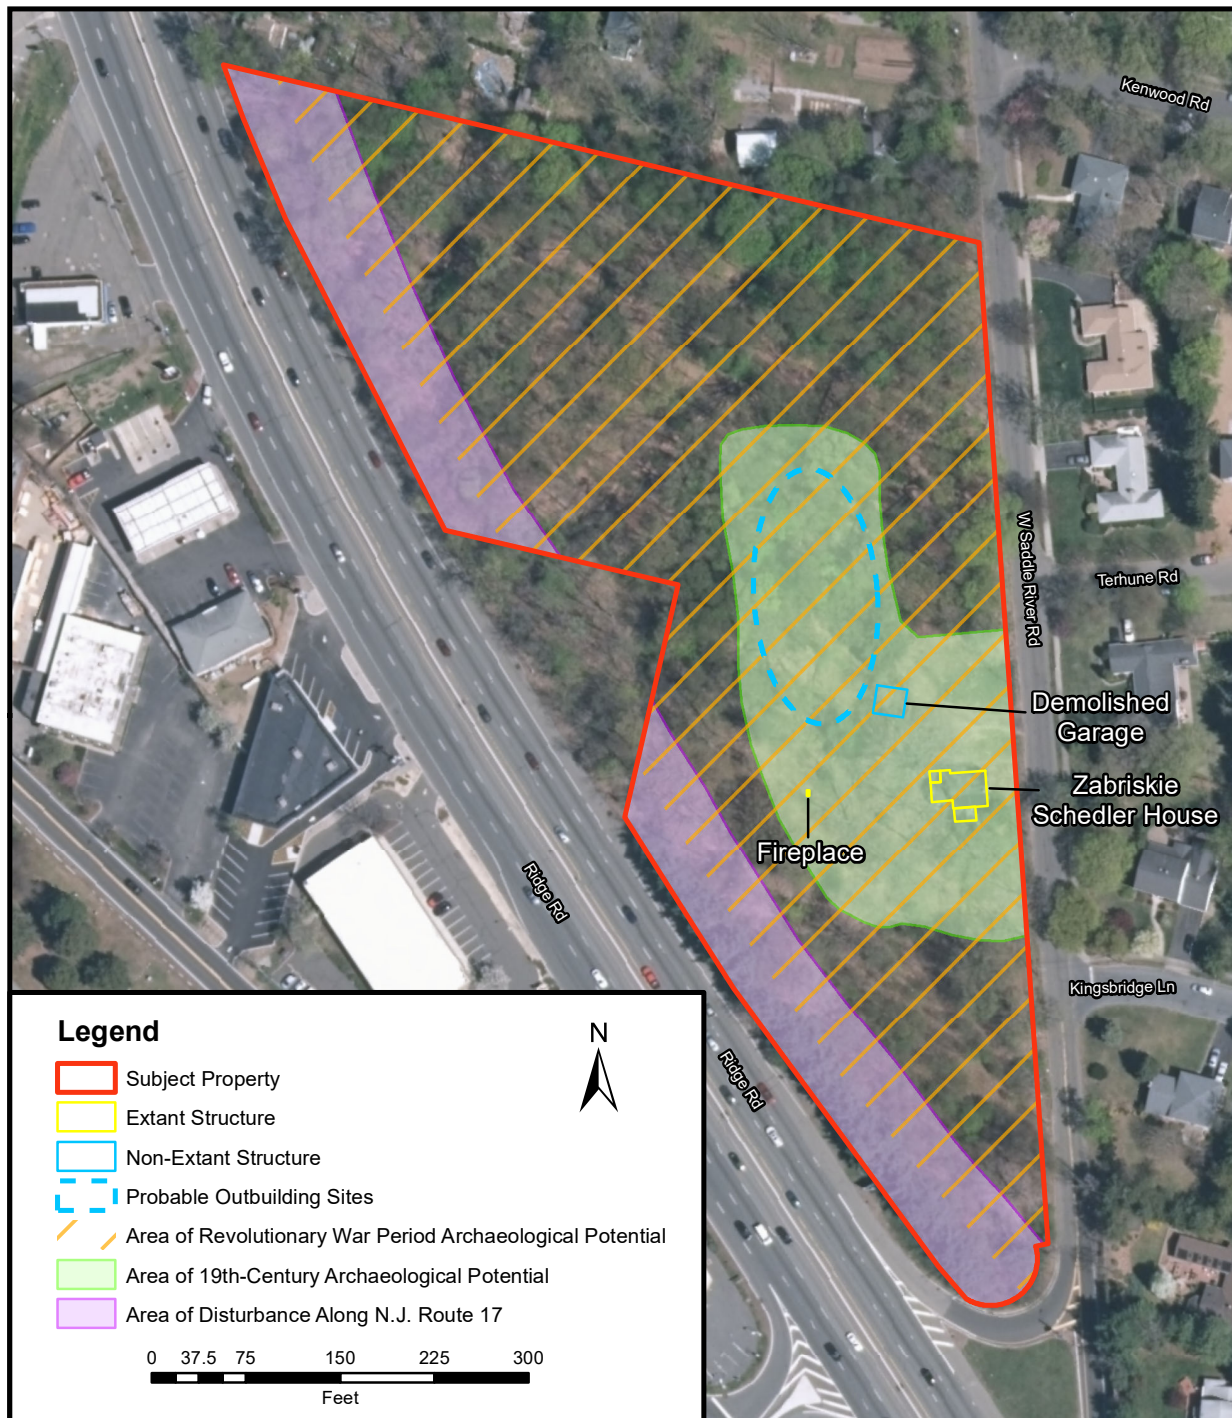 Kenwood Rd
W Saddle River Rd
Terhune Rd
Demolished
Garage
Zabriskie
Schedler House
Fireplace
Ridge Rd
Kingsbridge Ln
Ridge Rd
Legend
N
Subject Property
Extant Structure
Non-Extant Structure
Probable Outbuilding Sites
Area of Revolutionary War Period Archaeological Potential
Area of 19th-Century Archaeological Potential
Area of Disturbance Along N.J. Route 17
0 37.5 75 150 225 300
Feet